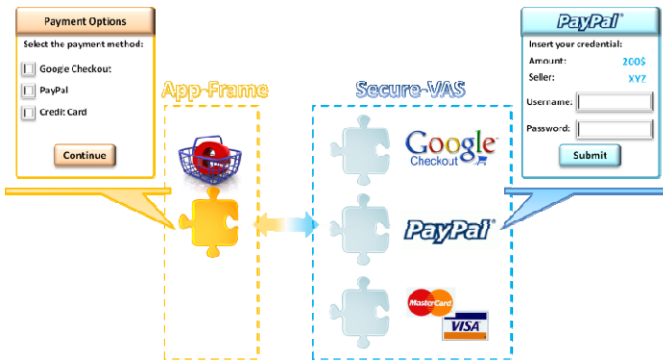 Payment Options
Select the payment method:
Google Checkout
PayPal
Credit Card
Continue
App-Frame
Secure-VAS
Google
Checkout
PayPal
MasterCard
VISA
PayPal
Insert your credential:
Amount: 200$
Seller: XYZ
Username:
Password:
Submit